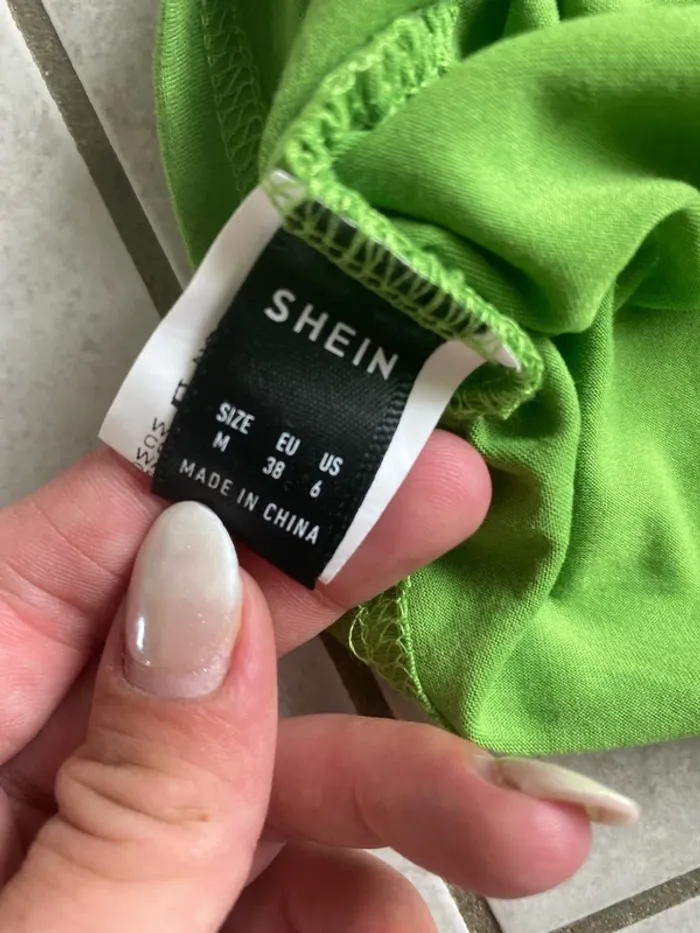 SHEIN
SIZE EU US
M 38 6
MADE IN CHINA